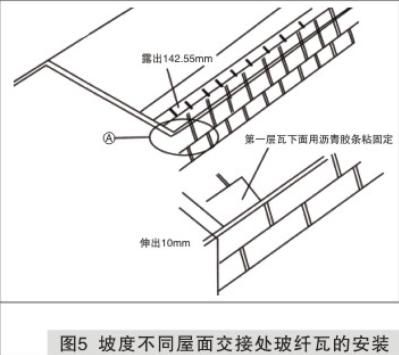 露出142.55mm
Ⓐ
第一层瓦下面用沥青胶条粘固定
伸出10mm
图5 坡度不同屋面交接处玻纤瓦的安装